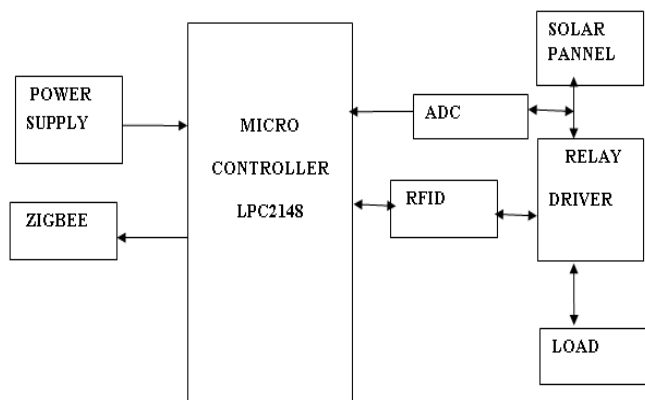 POWER
SUPPLY
ZIGBEE
MICRO
CONTROLLER
LPC2148
ADC
RFID
SOLAR
PANNEL
RELAY
DRIVER
LOAD